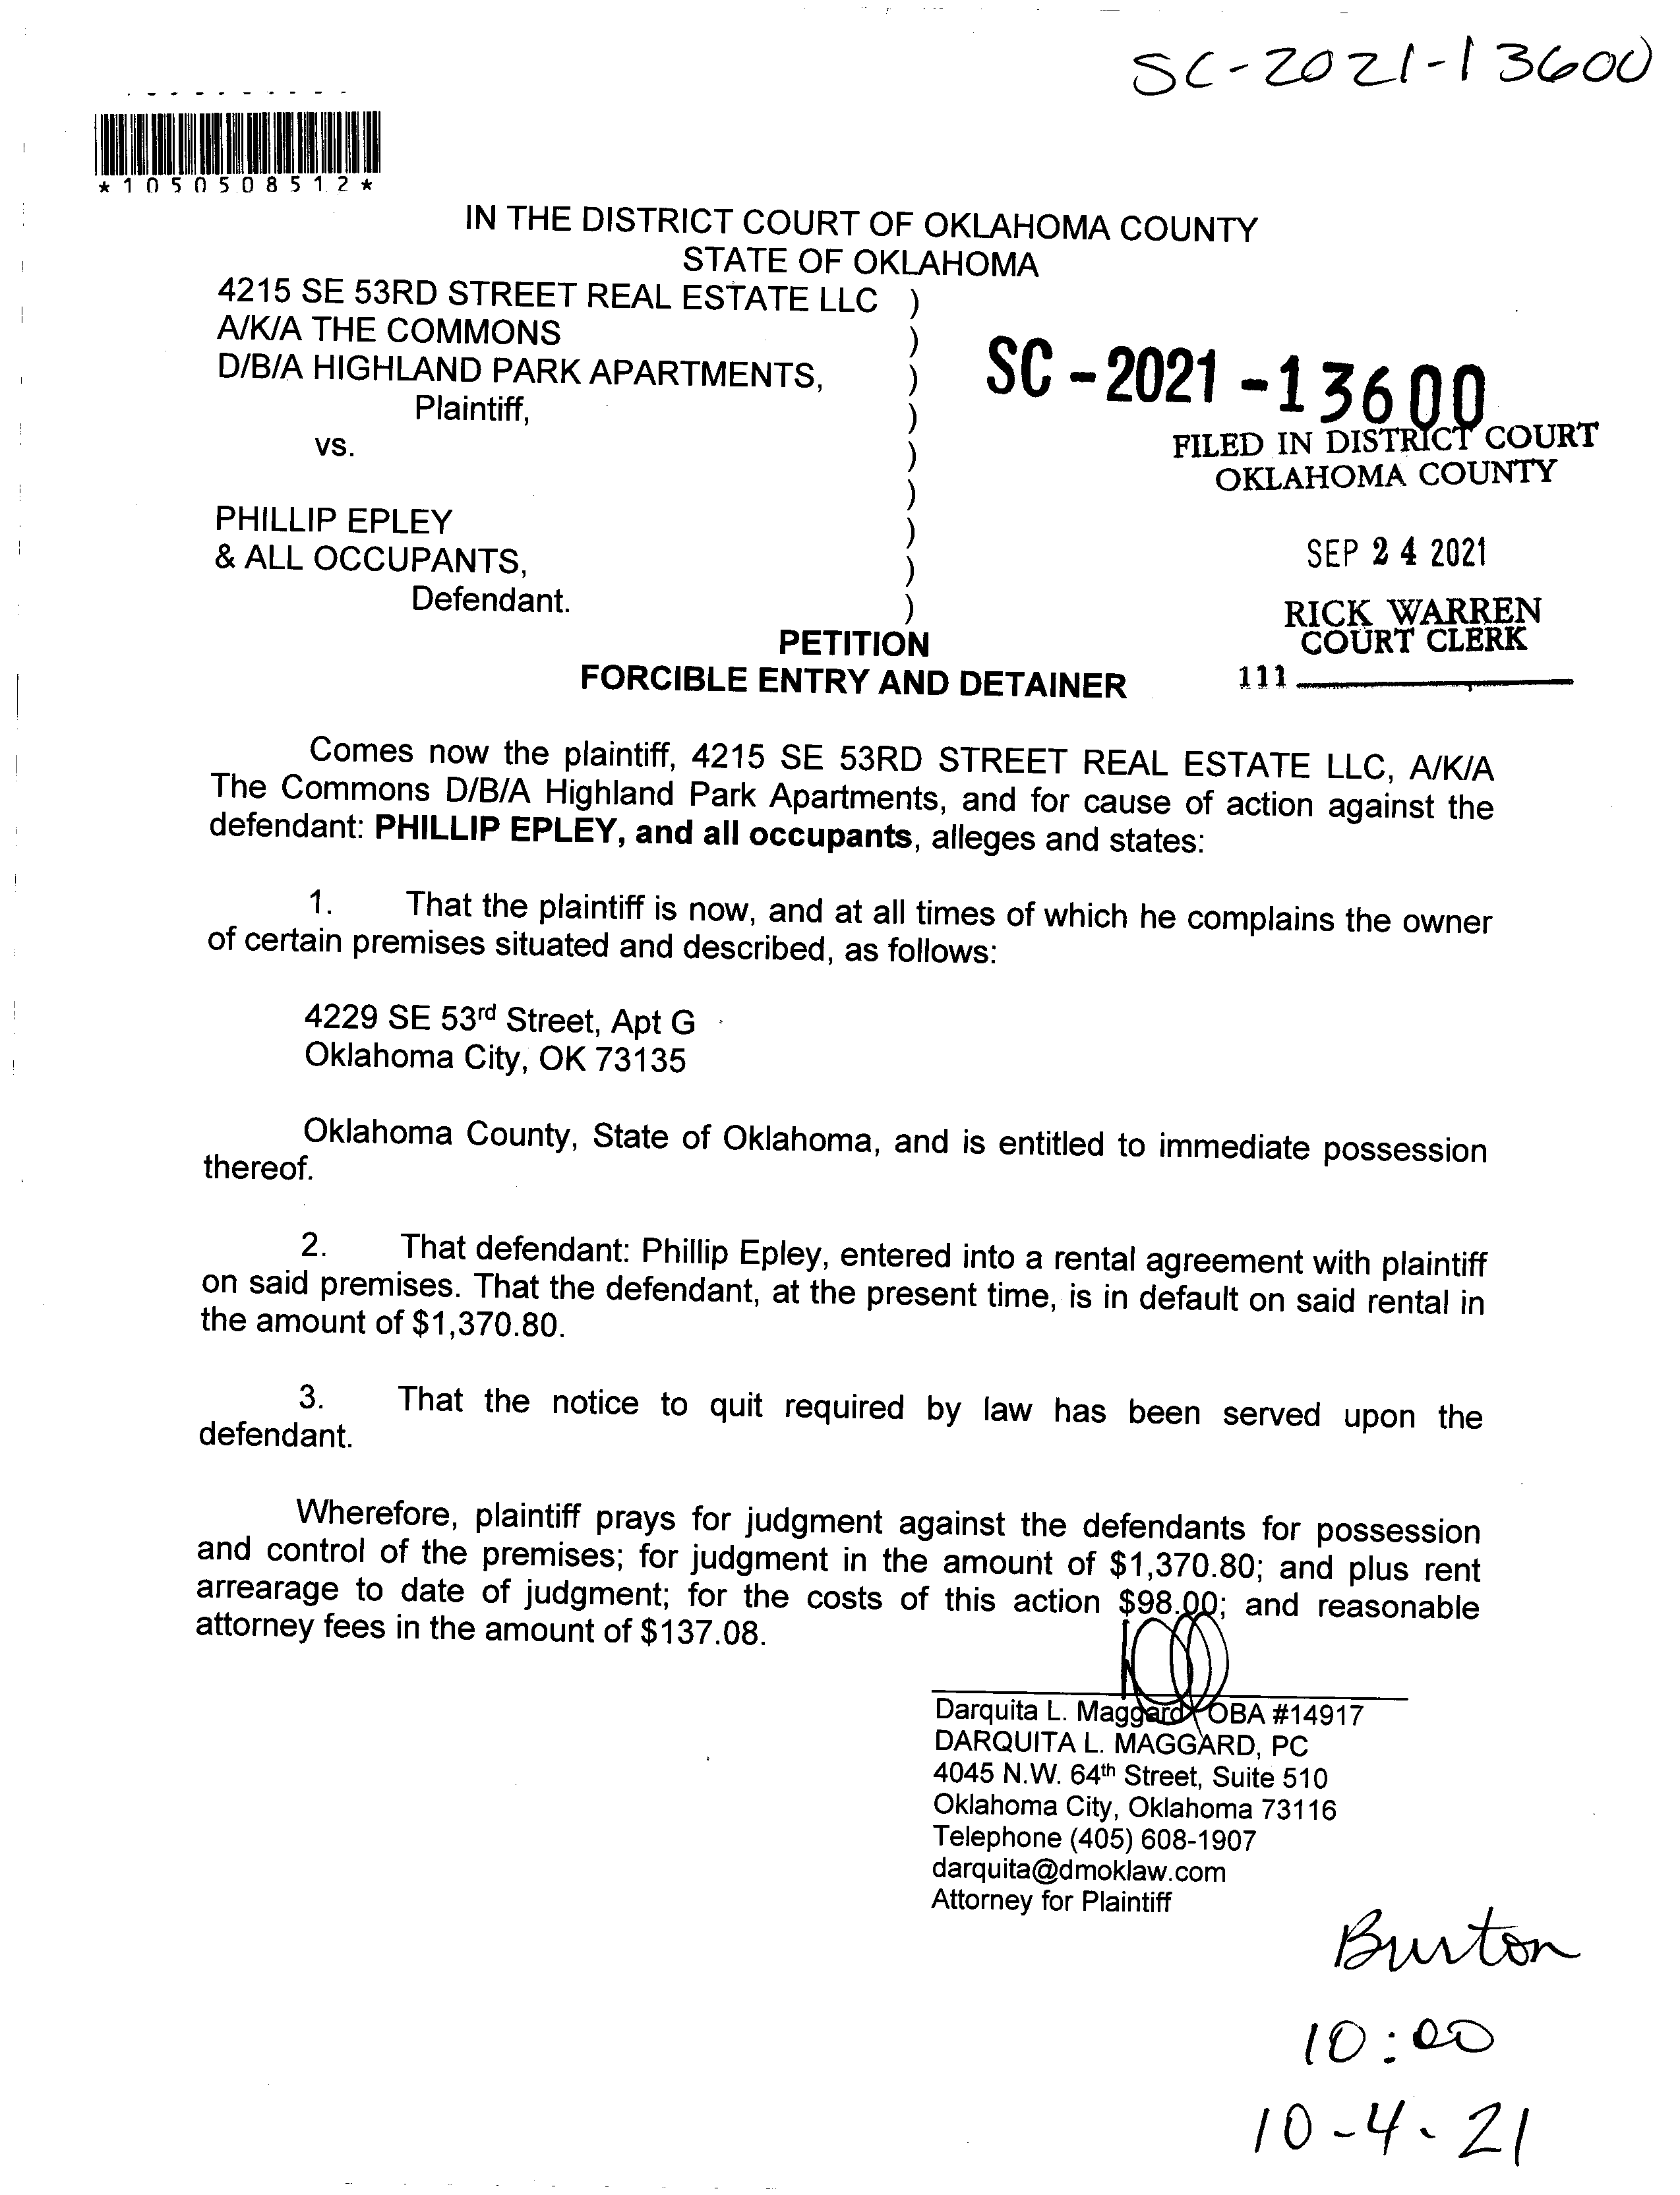 SC-2021-13600
*1050508512*
IN THE DISTRICT COURT OF OKLAHOMA COUNTY
STATE OF OKLAHOMA
4215 SE 53RD STREET REAL ESTATE LLC )
A/K/A THE COMMONS )
D/B/A HIGHLAND PARK APARTMENTS, )
Plaintiff, )
vs. )
)
PHILLIP EPLEY )
& ALL OCCUPANTS, )
Defendant. )
SC-2021-13600
FILED IN DISTRICT COURT
OKLAHOMA COUNTY
SEP 24 2021
RICK WARREN
COURT CLERK
111
PETITION
FORCIBLE ENTRY AND DETAINER
Comes now the plaintiff, 4215 SE 53RD STREET REAL ESTATE LLC, A/K/A
The Commons D/B/A Highland Park Apartments, and for cause of action against the
defendant: PHILLIP EPLEY, and all occupants, alleges and states:
1. That the plaintiff is now, and at all times of which he complains the owner
of certain premises situated and described, as follows:
4229 SE 53rd Street, Apt G
Oklahoma City, OK 73135
Oklahoma County, State of Oklahoma, and is entitled to immediate possession
thereof.
2. That defendant: Phillip Epley, entered into a rental agreement with plaintiff
on said premises. That the defendant, at the present time, is in default on said rental in
the amount of $1,370.80.
3. That the notice to quit required by law has been served upon the
defendant.
Wherefore, plaintiff prays for judgment against the defendants for possession
and control of the premises; for judgment in the amount of $1,370.80; and plus rent
arrearage to date of judgment; for the costs of this action $98.00; and reasonable
attorney fees in the amount of $137.08.
Darquita L. Maggard OBA #14917
DARQUITA L. MAGGARD, PC
4045 N.W. 64th Street, Suite 510
Oklahoma City, Oklahoma 73116
Telephone (405) 608-1907
darquita@dmoklaw.com
Attorney for Plaintiff
Burton
10:00
10-4-21